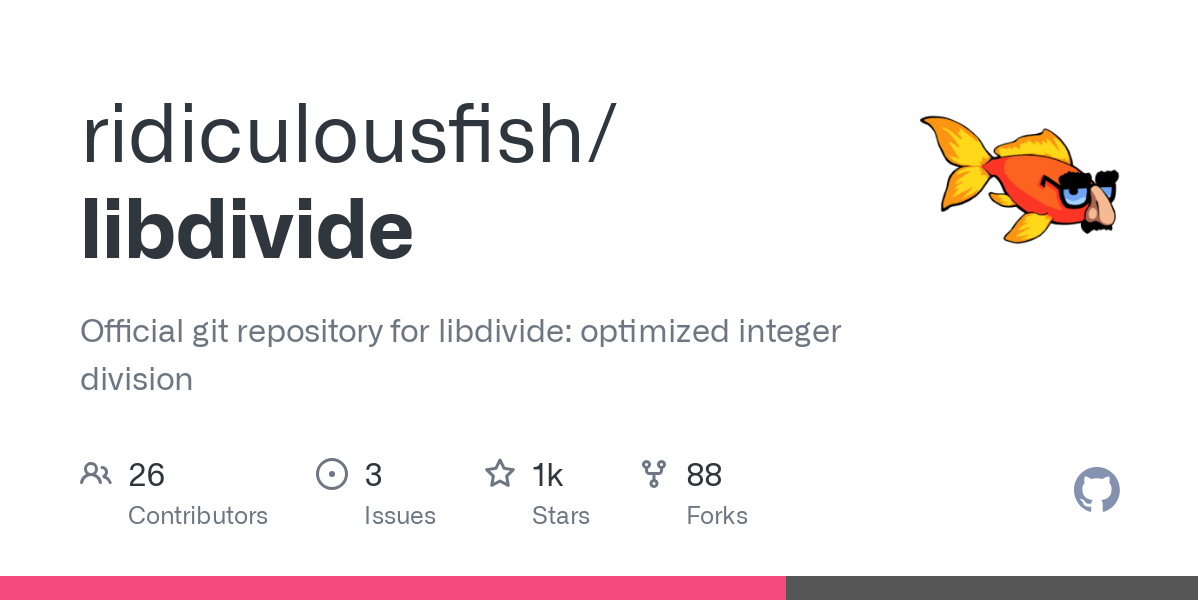 ridiculousfish/
libdivide
Official git repository for libdivide: optimized integer
division
26 3 1k 88
Contributors Issues Stars Forks